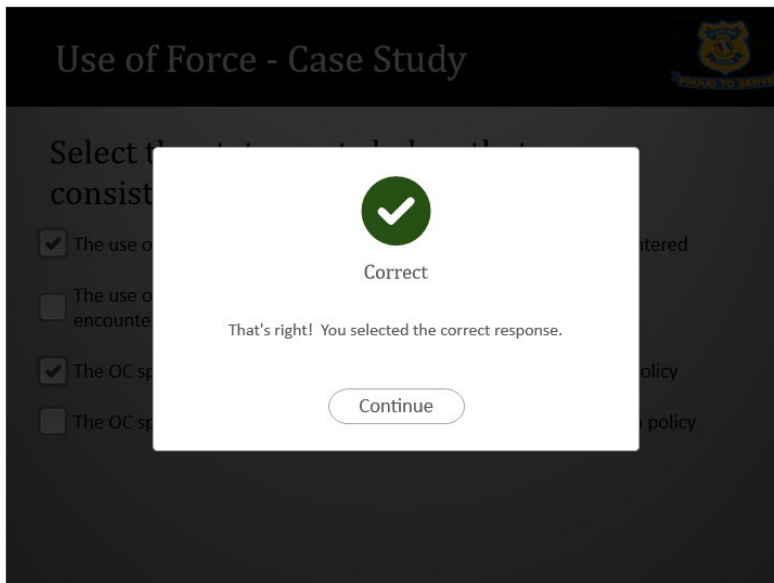 Use of Force - Case Study
PROUD TO SERVE
Select
consist
The use o
ntered
The use o
encounte
The OC sp
olicy
The OC sp
policy
Correct
That's right! You selected the correct response.
Continue